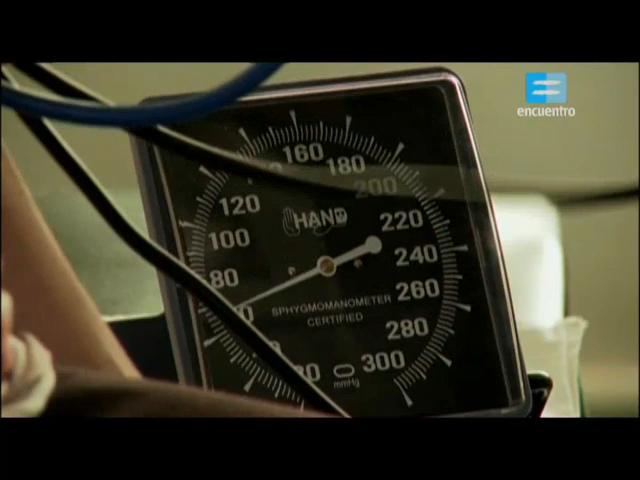 encuentro
160
180
200
120
220
HAND
100
240
80
260
SPHYGMOMANOMETER
CERTIFIED
280
300
mmHg